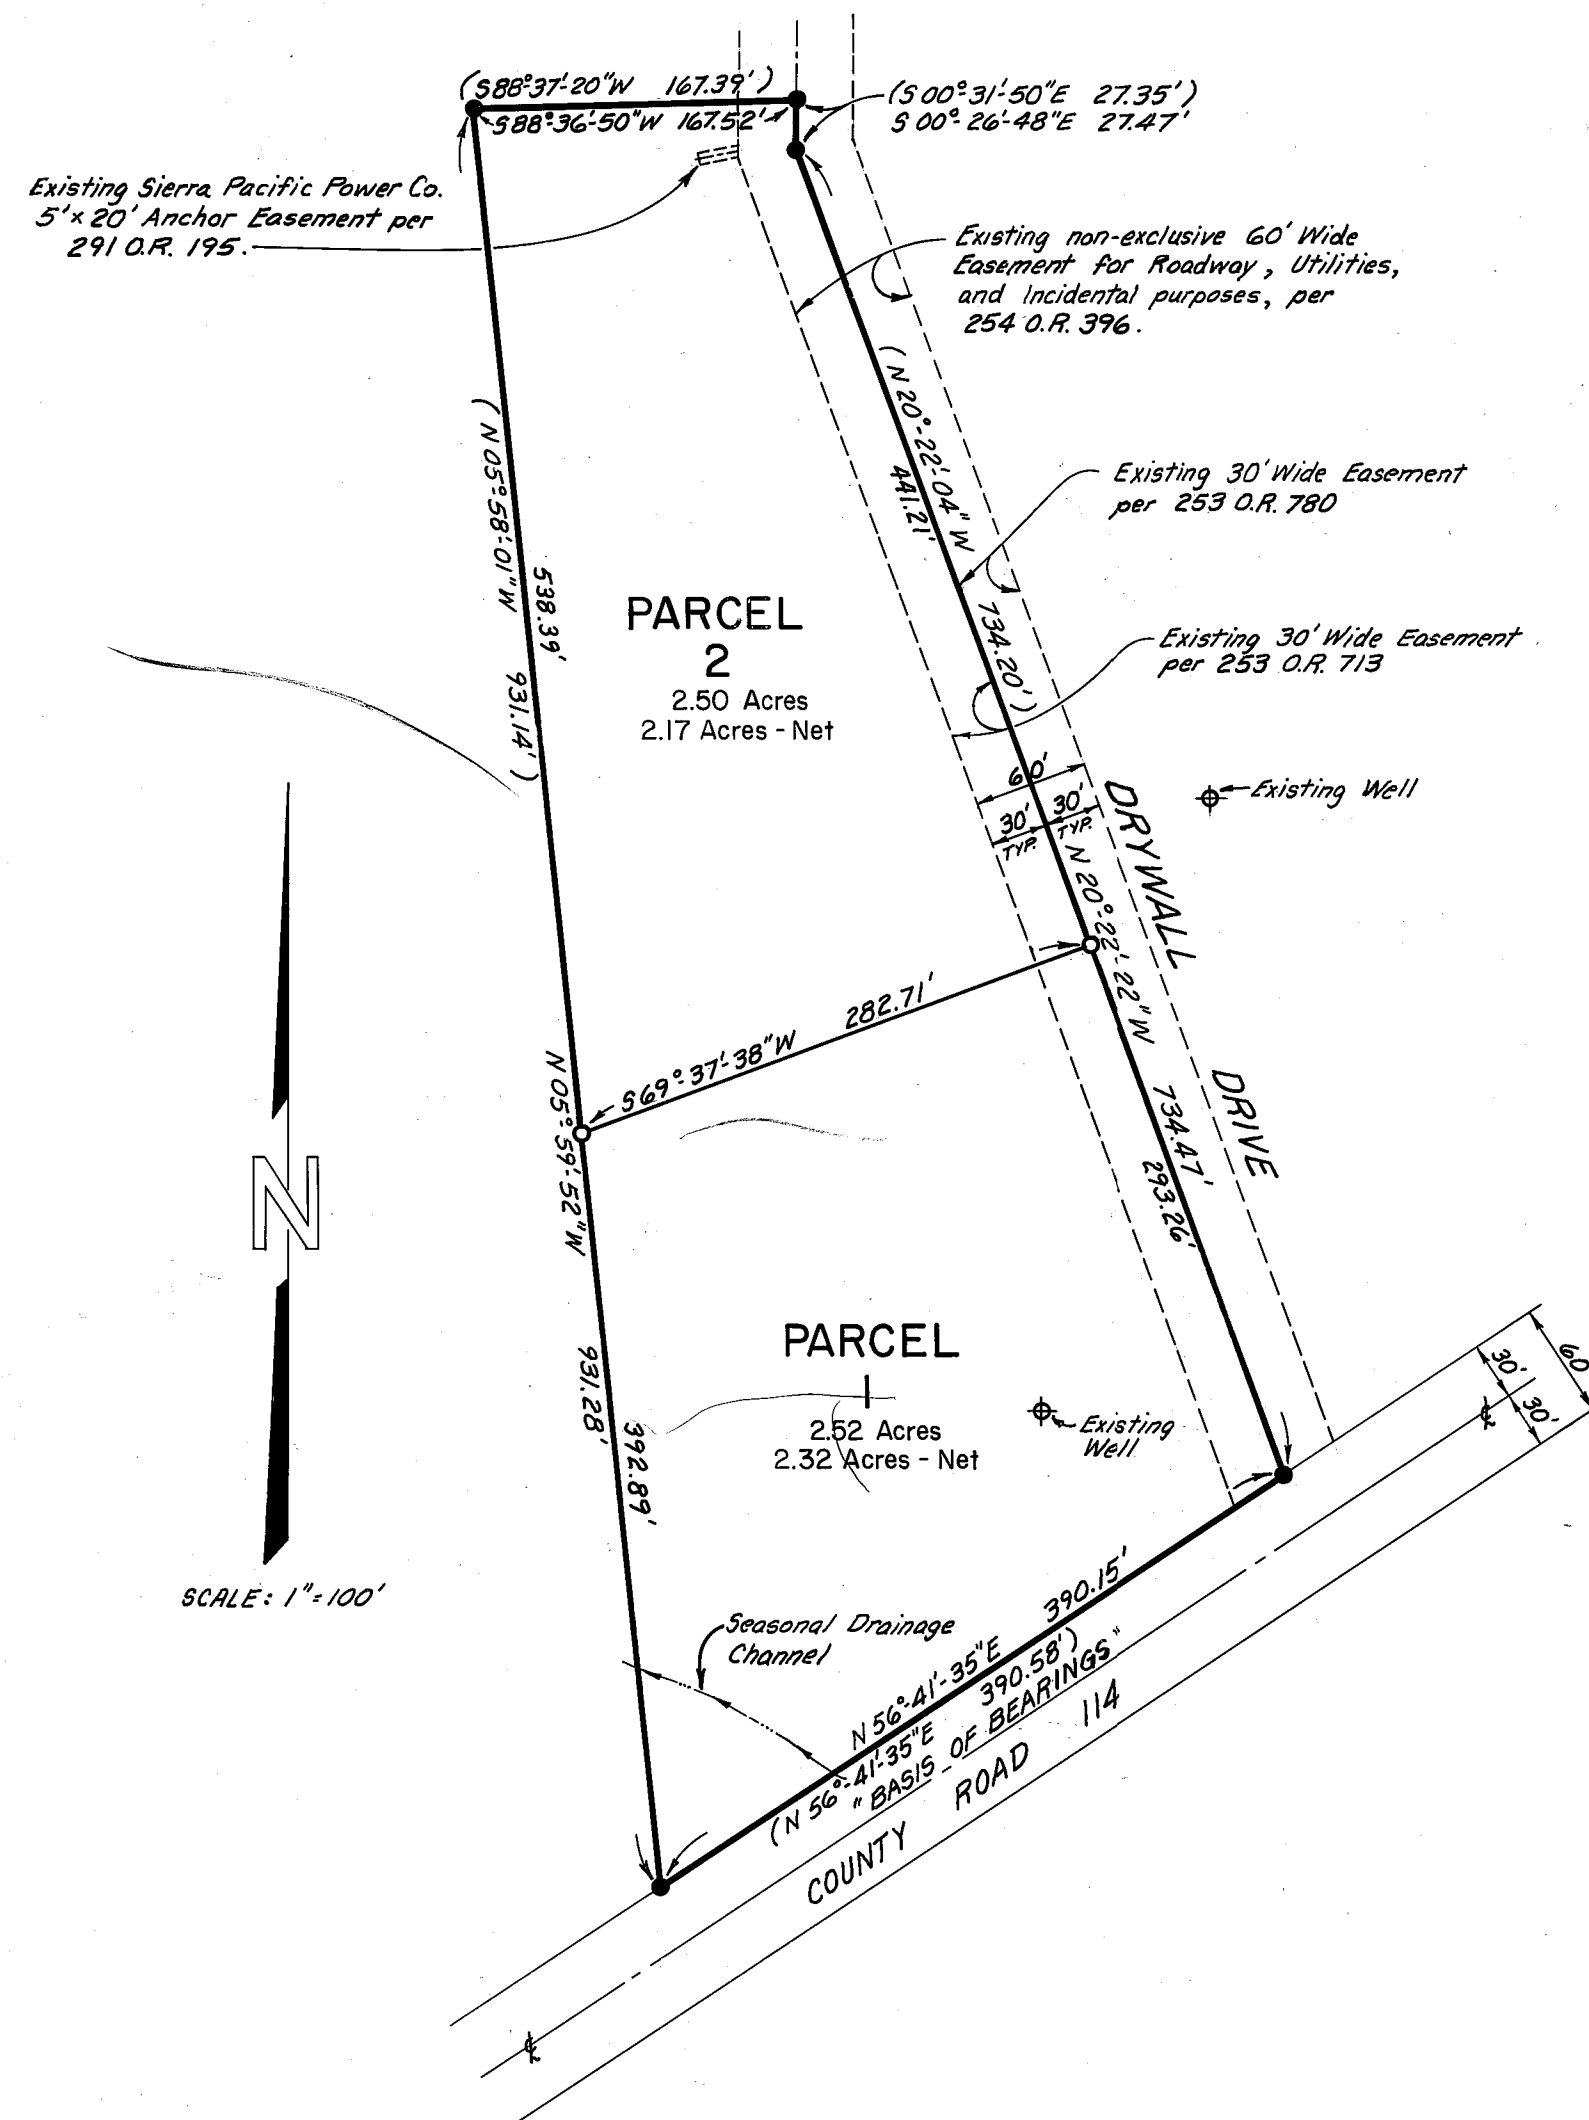 (S88°-37'-20"W 167.39')
S88°-36'-50"W 167.52'
(S 00°-31'-50"E 27.35')
S 00°-26'-48"E 27.47'
Existing Sierra Pacific Power Co.
5' x 20' Anchor Easement per
291 O.R. 195.
Existing non-exclusive 60' Wide
Easement for Roadway, Utilities,
and Incidental purposes, per
254 O.R. 396.
(N 20°-22'-04" W 734.20')
441.21'
Existing 30' Wide Easement
per 253 O.R. 780
(N 05°-58'-01" W 931.14')
538.39'
PARCEL
2
2.50 Acres
2.17 Acres - Net
Existing 30' Wide Easement
per 253 O.R. 713
60'
30'
TYP.
30'
TYP.
Existing Well
DRYWALL DRIVE
N 20°-22'-22" W 734.47'
293.26'
S69°-37'-38"W 282.71'
N 05°-59'-52" W 931.28'
392.89'
N
SCALE: 1"=100'
PARCEL
1
2.52 Acres
2.32 Acres - Net
Existing
Well
30'
30'
60
℄
Seasonal Drainage
Channel
N 56°-41'-35"E 390.15'
(N 56°-41'-35"E 390.58')
"BASIS OF BEARINGS"
COUNTY ROAD 114
℄